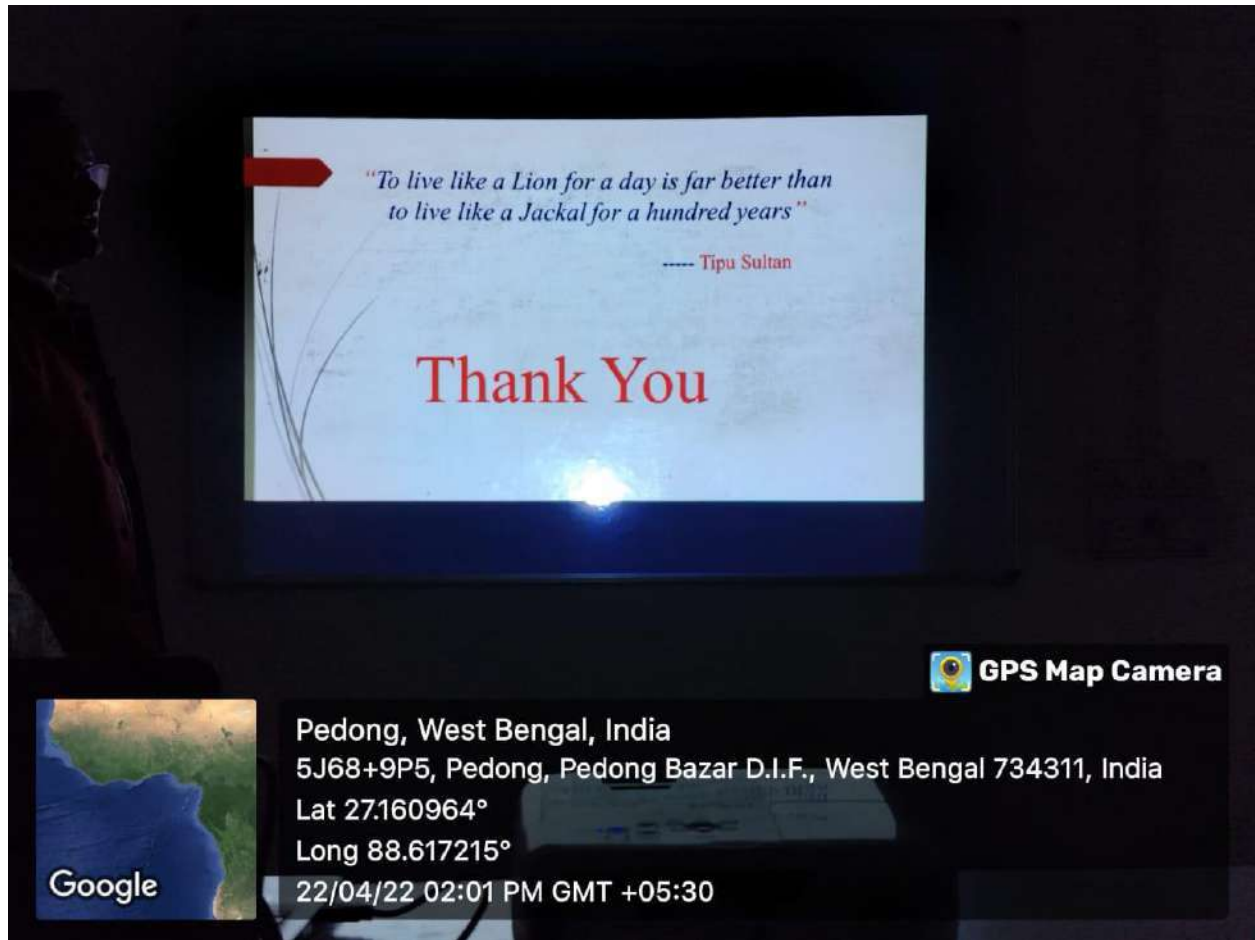 “To live like a Lion for a day is far better than
to live like a Jackal for a hundred years”
----- Tipu Sultan
Thank You
GPS Map Camera
Pedong, West Bengal, India
5J68+9P5, Pedong, Pedong Bazar D.I.F., West Bengal 734311, India
Lat 27.160964°
Long 88.617215°
22/04/22 02:01 PM GMT +05:30
Google